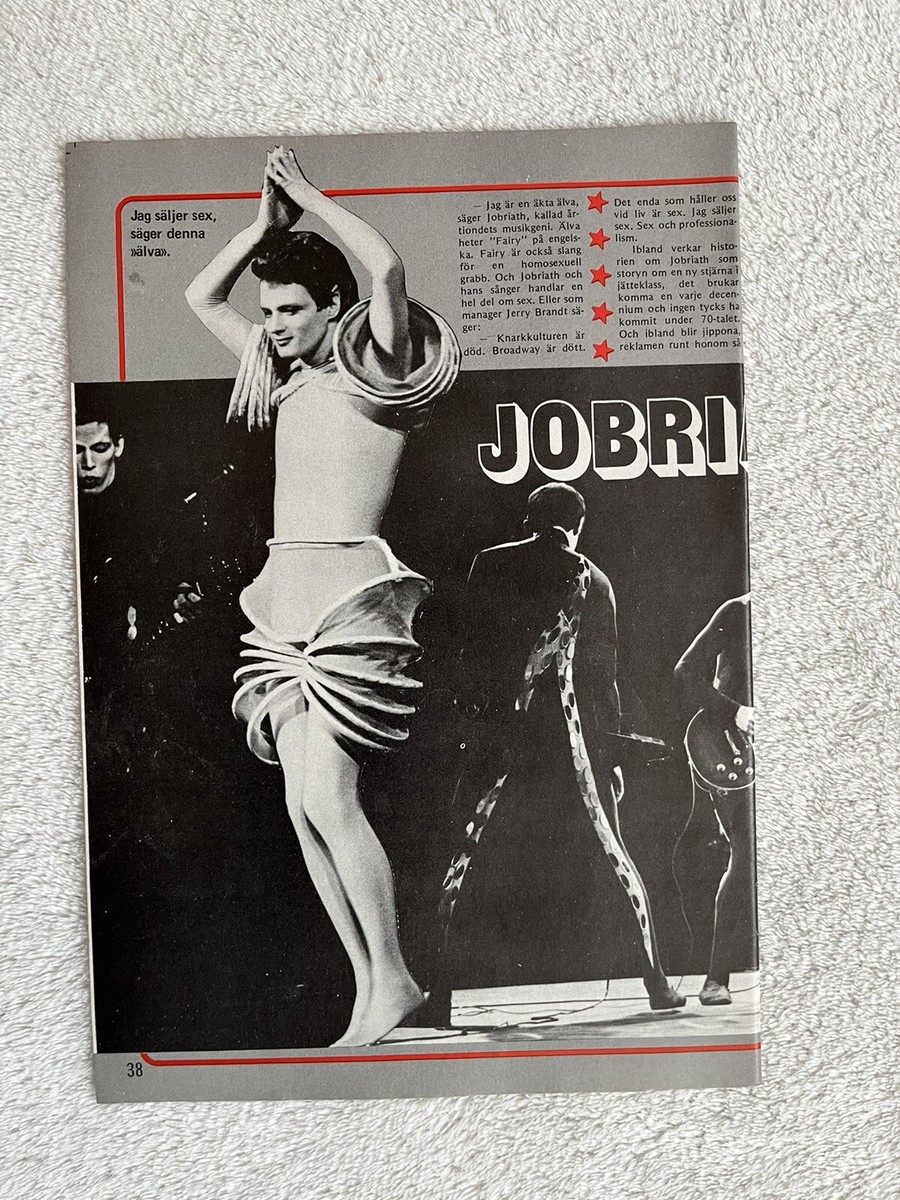 Jag säljer sex,
säger denna
»älva».
— Jag är en äkta älva,
säger Jobriath, kallad år-
tiondets musikgeni. Älva
heter "Fairy" på engels-
ka. Fairy är också slang
för en homosexuell
grabb. Och Jobriath och
hans sånger handlar en
hel del om sex. Eller som
manager Jerry Brandt sä-
ger:
— Knarkkulturen är
död. Broadway är dött.
Det enda som håller oss
vid liv är sex. Jag säljer
sex. Sex och professiona-
lism.
Ibland verkar histo-
rien om Jobriath som
storyn om en ny stjärna i
jätteklass, det brukar
komma en varje decen-
nium och ingen tycks ha
kommit under 70-talet.
Och ibland blir jippona,
reklamen runt honom så
JOBRIA
38